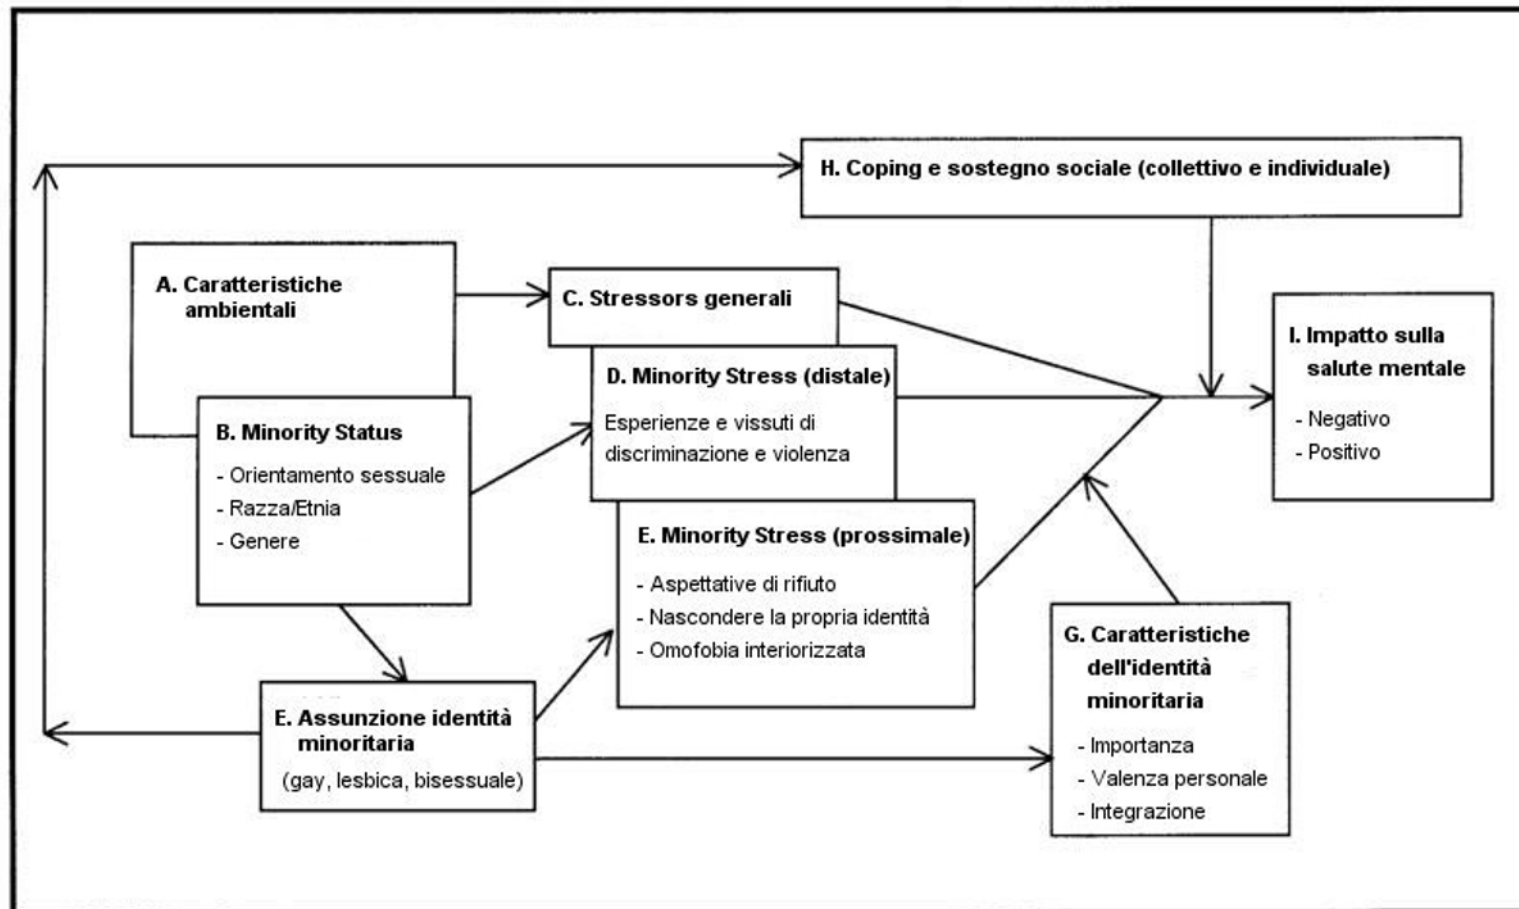 H. Coping e sostegno sociale (collettivo e individuale)
A. Caratteristiche
ambientali
C. Stressors generali
I. Impatto sulla
salute mentale
- Negativo
- Positivo
D. Minority Stress (distale)
Esperienze e vissuti di
discriminazione e violenza
B. Minority Status
- Orientamento sessuale
- Razza/Etnia
- Genere
E. Minority Stress (prossimale)
- Aspettative di rifiuto
- Nascondere la propria identità
- Omofobia interiorizzata
G. Caratteristiche
dell'identità
minoritaria
- Importanza
- Valenza personale
- Integrazione
E. Assunzione identità
minoritaria
(gay, lesbica, bisessuale)